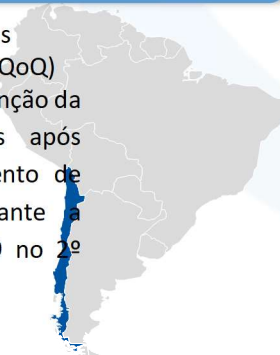 s
QoQ)
nção da
s após
ento de
ante a
no 2º